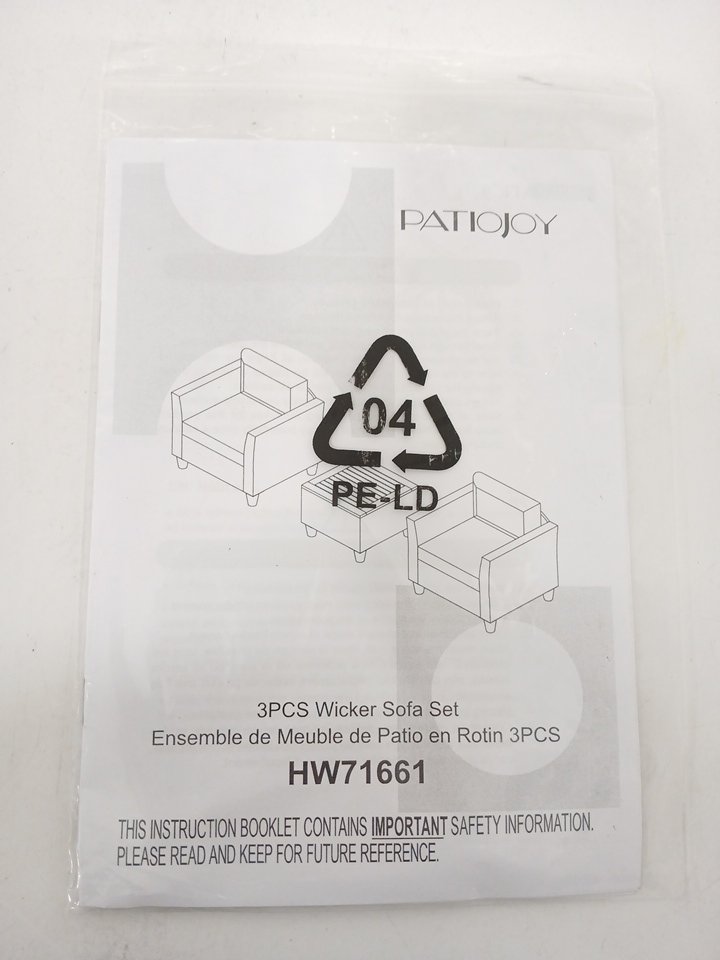 PATIOJOY
04
PE-LD
3PCS Wicker Sofa Set
Ensemble de Meuble de Patio en Rotin 3PCS
HW71661
THIS INSTRUCTION BOOKLET CONTAINS IMPORTANT SAFETY INFORMATION.
PLEASE READ AND KEEP FOR FUTURE REFERENCE.